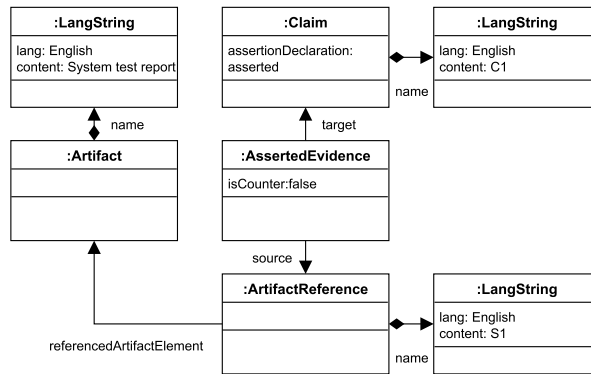 :LangString
lang: English
content: System test report
:Claim
assertionDeclaration:
asserted
:LangString
lang: English
content: C1
name
name
target
:Artifact
:AssertedEvidence
isCounter:false
source
:ArtifactReference
:LangString
lang: English
content: S1
referencedArtifactElement
name